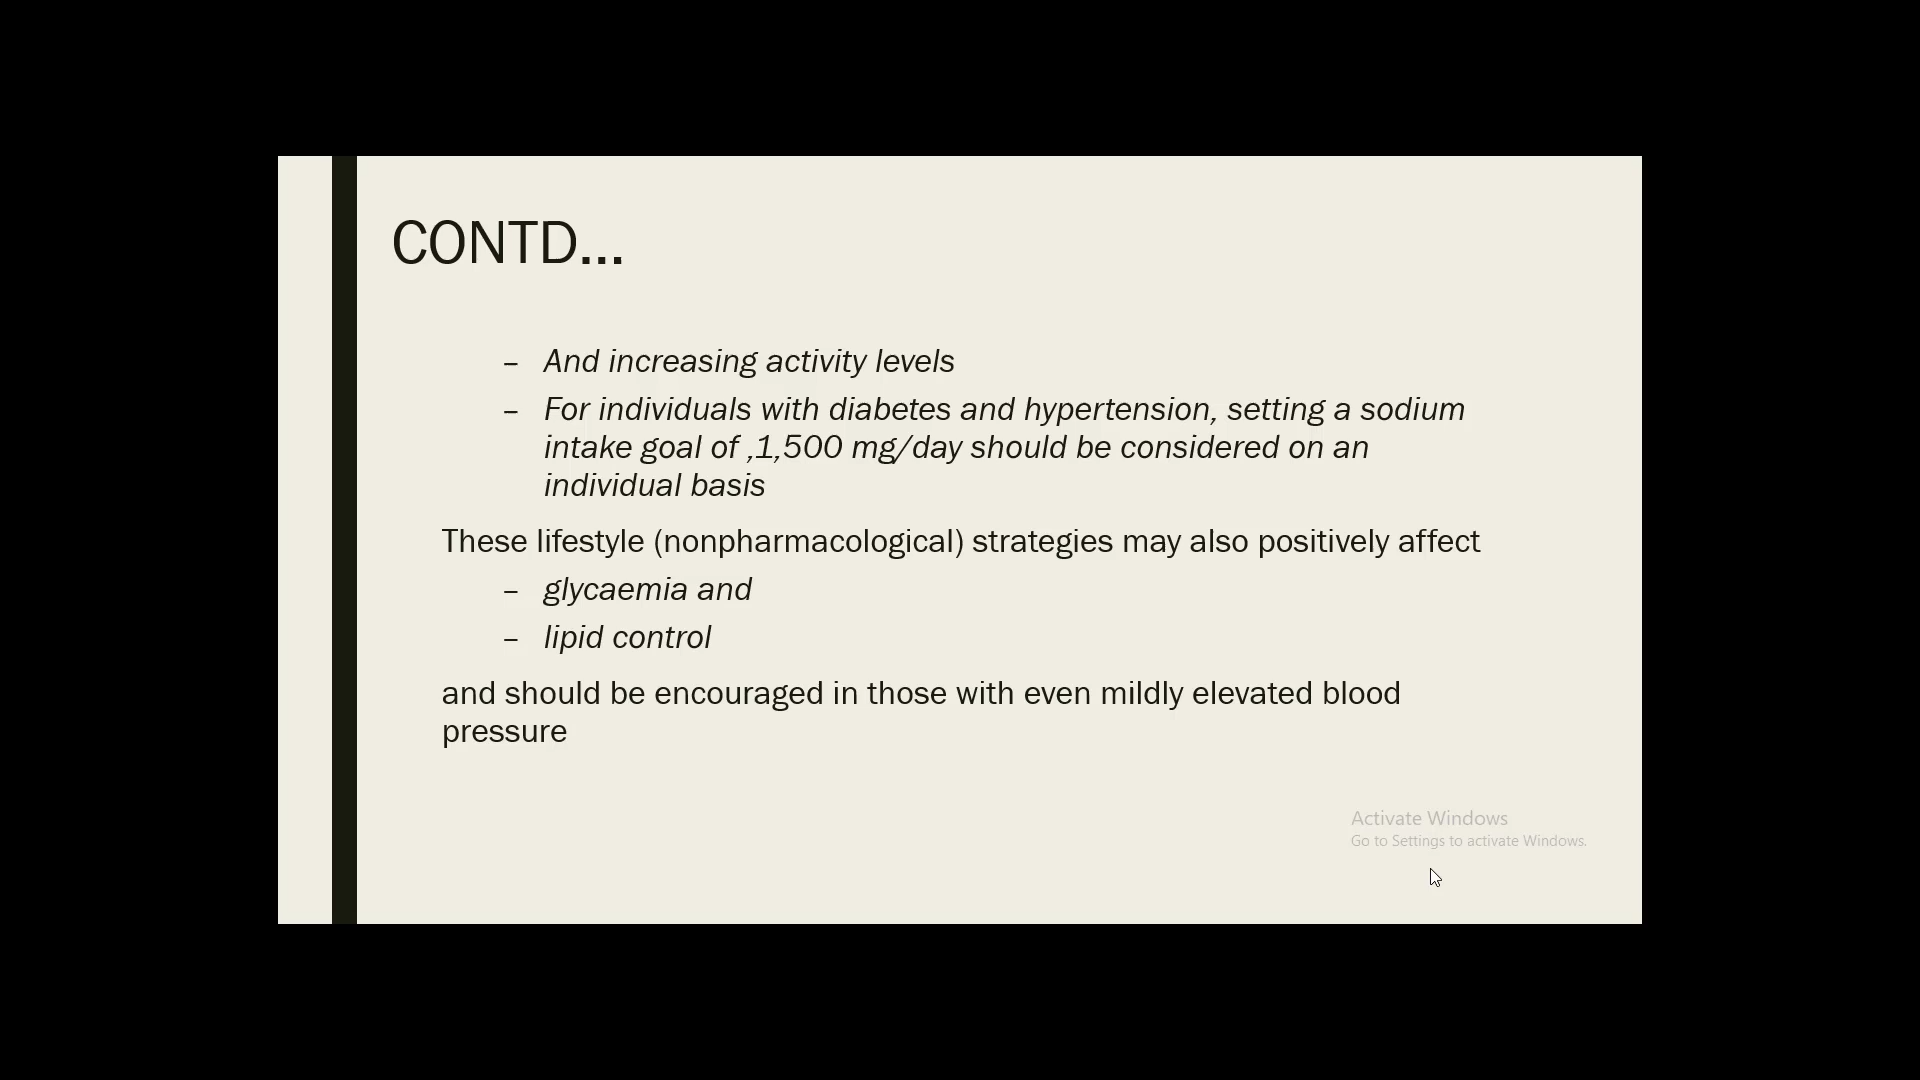 CONTD...
– And increasing activity levels
– For individuals with diabetes and hypertension, setting a sodium
intake goal of ,1,500 mg/day should be considered on an
individual basis
These lifestyle (nonpharmacological) strategies may also positively affect
– glycaemia and
– lipid control
and should be encouraged in those with even mildly elevated blood
pressure
Activate Windows
Go to Settings to activate Windows.